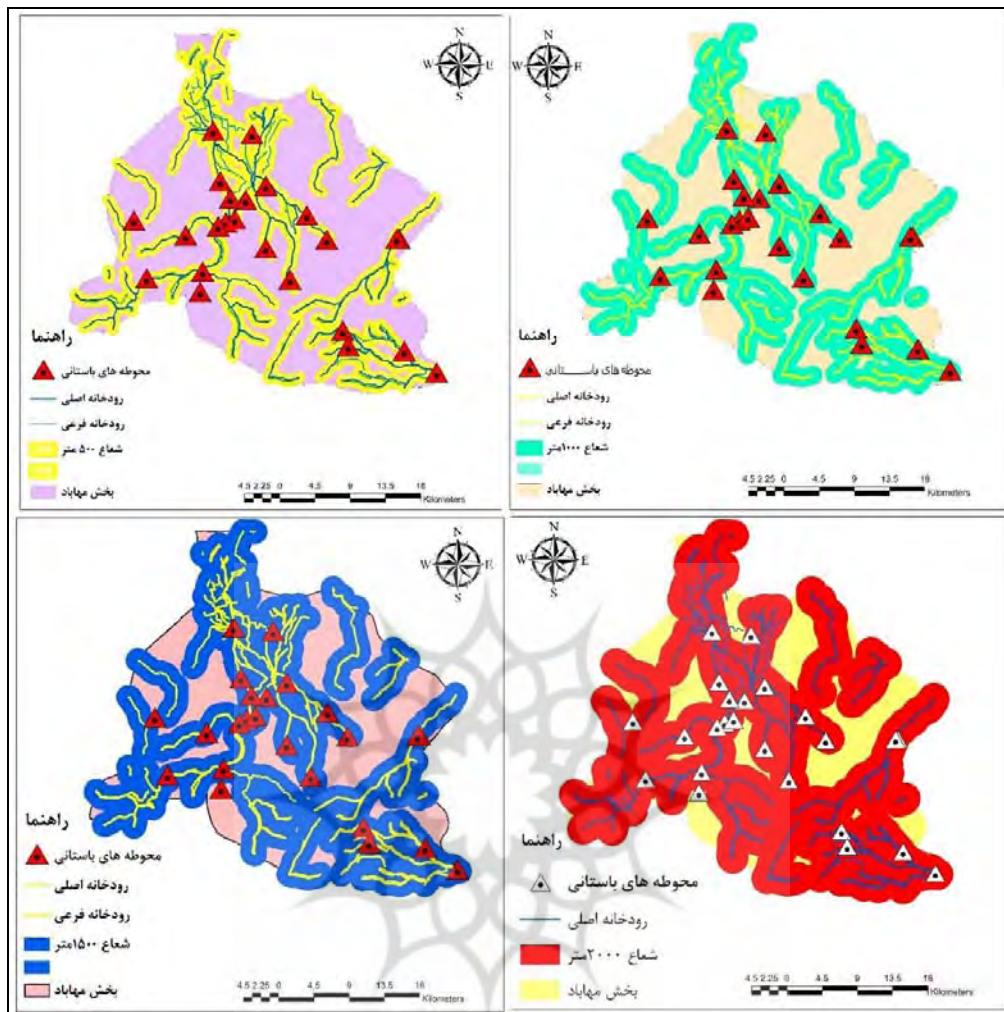 N
W E
S
راهنما
محوطه های باستانی
رودخانه اصلی
رودخانه فرعی
شعاع ۵۰۰ متر
بخش مهاباد
4.5 2.25 0 4.5 9 13.5 18
Kilometers
N
W E
S
راهنما
محوطه های باستانی
رودخانه اصلی
رودخانه فرعی
شعاع ۱۰۰۰متر
بخش مهاباد
4.5 2.25 0 4.5 9 13.5 18
Kilometers
N
W E
S
راهنما
محوطه های باستانی
رودخانه اصلی
رودخانه فرعی
شعاع ۱۵۰۰متر
بخش مهاباد
4.5 2.25 0 4.5 9 13.5 18
Kilometers
N
W E
S
راهنما
محوطه های باستانی
رودخانه اصلی
شعاع ۲۰۰۰متر
بخش مهاباد
4.5 2.25 0 4.5 9 13.5 18
Kilometers